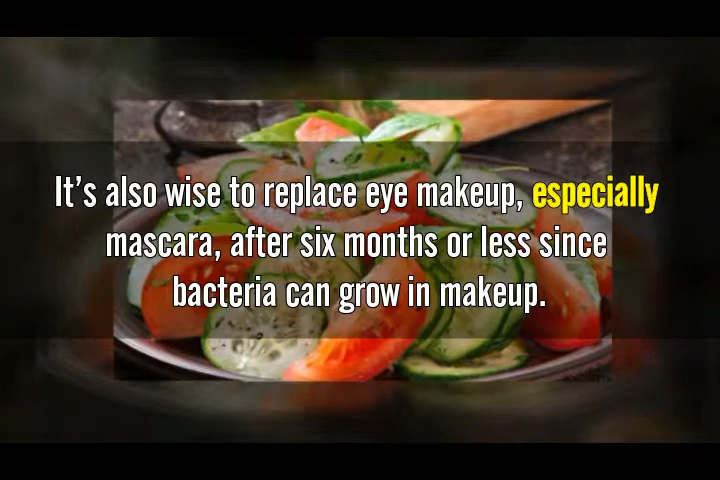 It’s also wise to replace eye makeup, especially
mascara, after six months or less since
bacteria can grow in makeup.